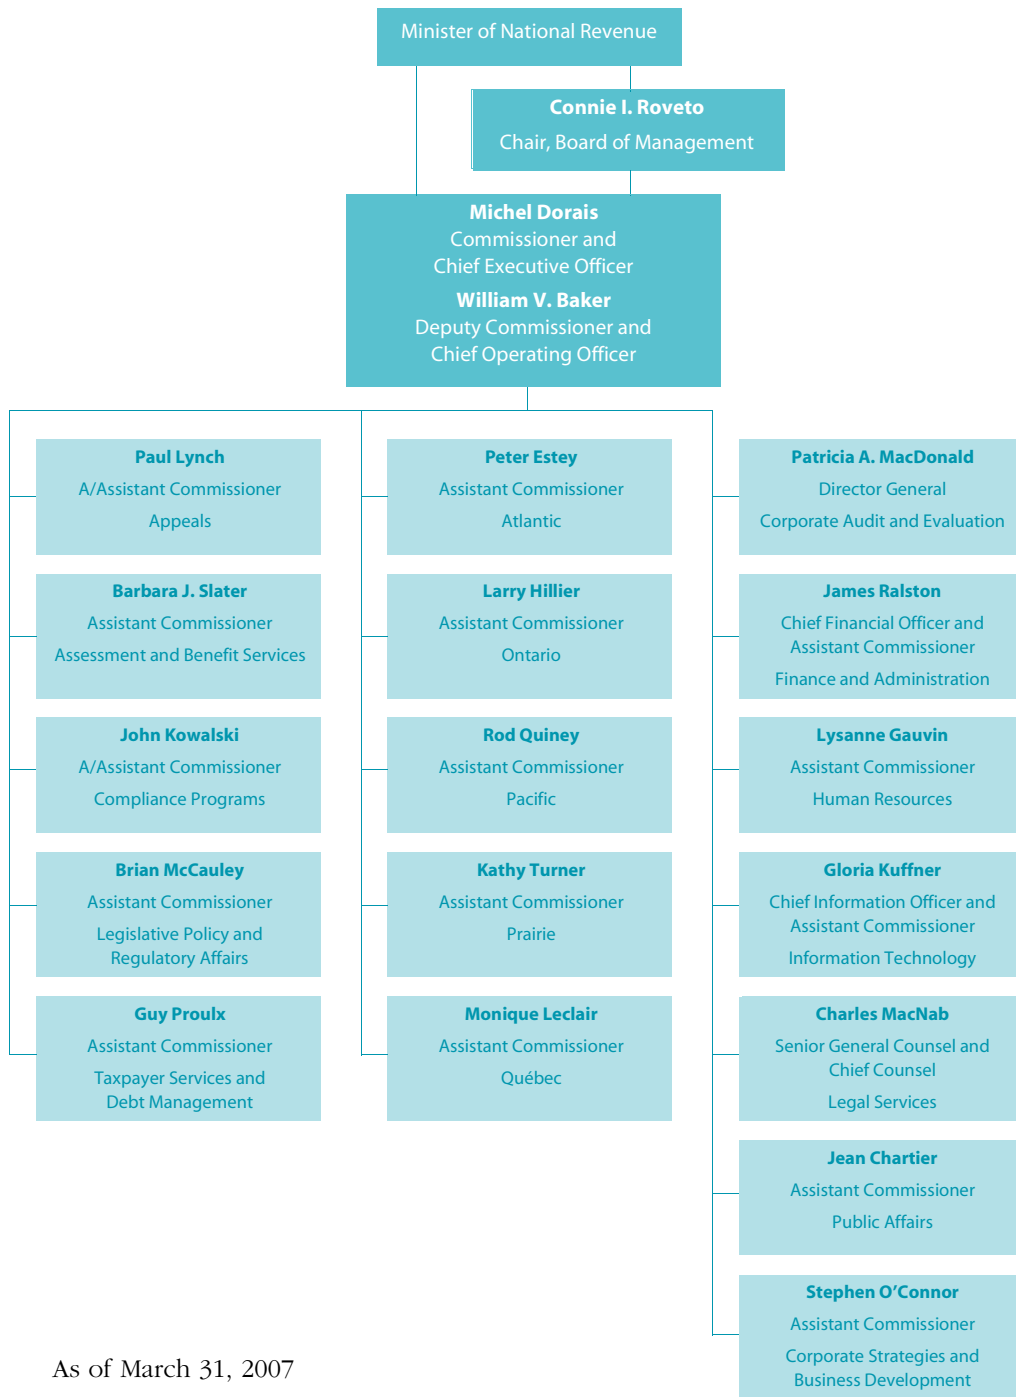 Minister of National Revenue
Connie I. Roveto
Chair, Board of Management
Michel Dorais
Commissioner and
Chief Executive Officer
William V. Baker
Deputy Commissioner and
Chief Operating Officer
Paul Lynch
A/Assistant Commissioner
Appeals
Barbara J. Slater
Assistant Commissioner
Assessment and Benefit Services
John Kowalski
A/Assistant Commissioner
Compliance Programs
Brian McCauley
Assistant Commissioner
Legislative Policy and
Regulatory Affairs
Guy Proulx
Assistant Commissioner
Taxpayer Services and
Debt Management
Peter Estey
Assistant Commissioner
Atlantic
Larry Hillier
Assistant Commissioner
Ontario
Rod Quiney
Assistant Commissioner
Pacific
Kathy Turner
Assistant Commissioner
Prairie
Monique Leclair
Assistant Commissioner
Québec
Patricia A. MacDonald
Director General
Corporate Audit and Evaluation
James Ralston
Chief Financial Officer and
Assistant Commissioner
Finance and Administration
Lysanne Gauvin
Assistant Commissioner
Human Resources
Gloria Kuffner
Chief Information Officer and
Assistant Commissioner
Information Technology
Charles MacNab
Senior General Counsel and
Chief Counsel
Legal Services
Jean Chartier
Assistant Commissioner
Public Affairs
Stephen O’Connor
Assistant Commissioner
Corporate Strategies and
Business Development
As of March 31, 2007